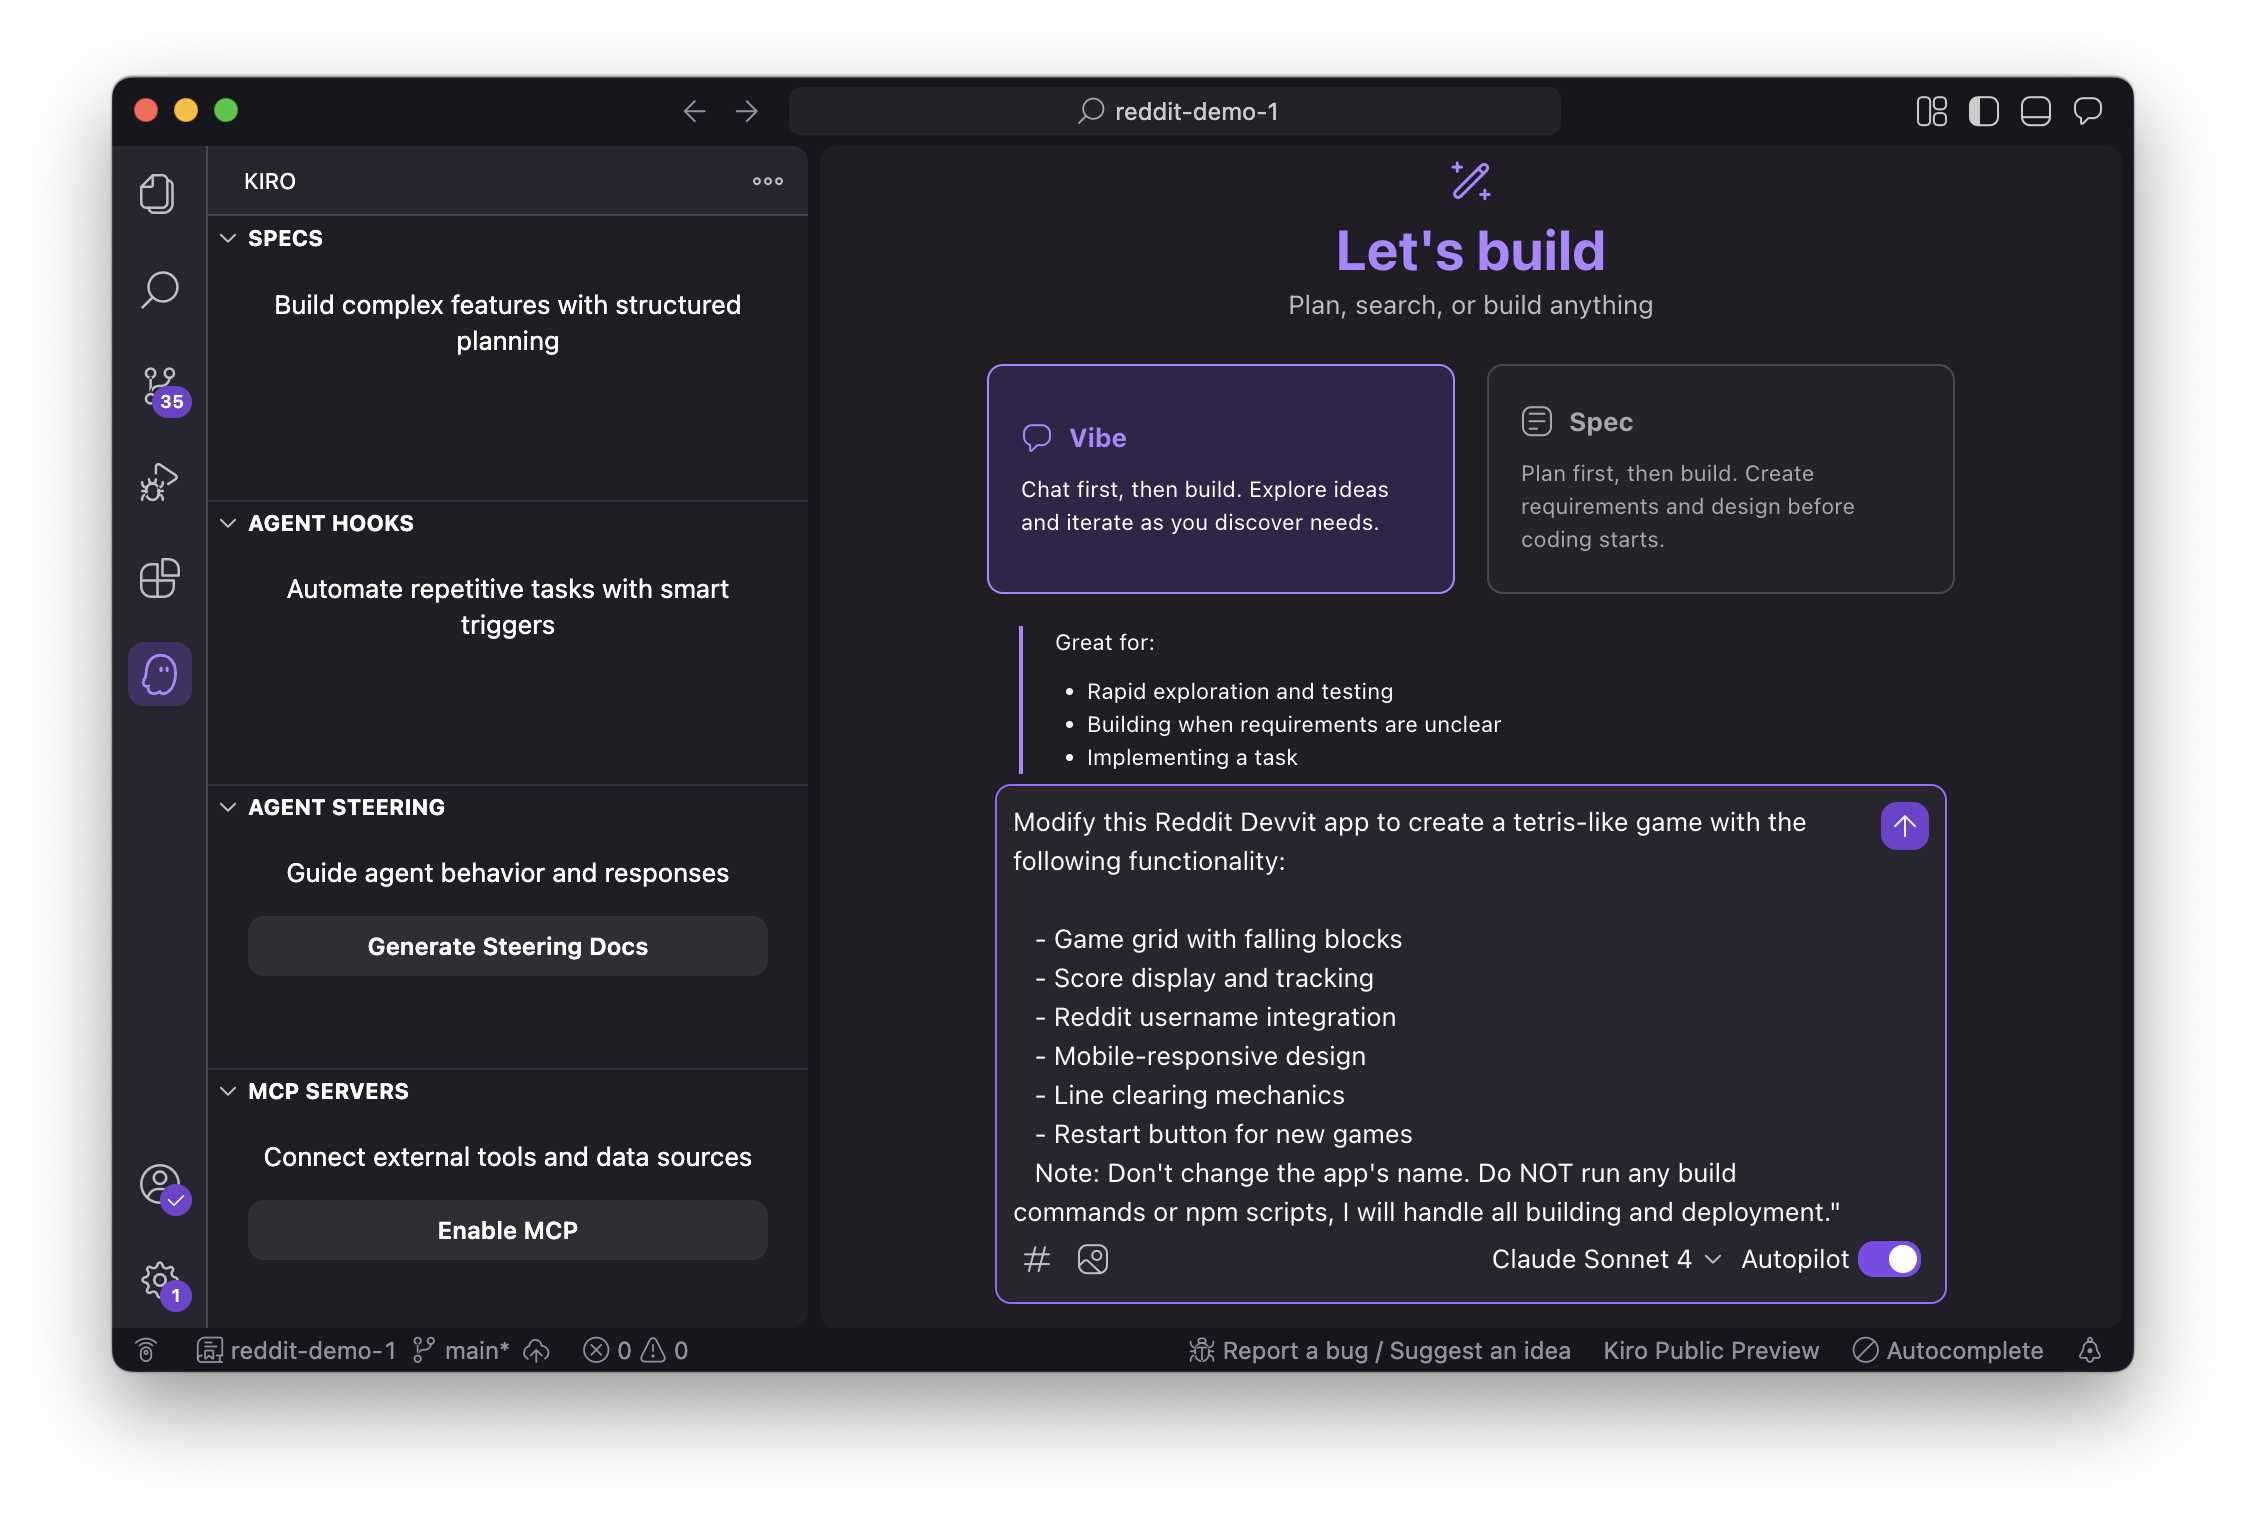 reddit-demo-1
KIRO
SPECS
Build complex features with structured
planning
35
AGENT HOOKS
Automate repetitive tasks with smart
triggers
AGENT STEERING
Guide agent behavior and responses
Generate Steering Docs
MCP SERVERS
Connect external tools and data sources
Enable MCP
1
Let's build
Plan, search, or build anything
Vibe
Chat first, then build. Explore ideas
and iterate as you discover needs.
Spec
Plan first, then build. Create
requirements and design before
coding starts.
Great for:
• Rapid exploration and testing
• Building when requirements are unclear
• Implementing a task
Modify this Reddit Devvit app to create a tetris-like game with the
following functionality:
- Game grid with falling blocks
- Score display and tracking
- Reddit username integration
- Mobile-responsive design
- Line clearing mechanics
- Restart button for new games
Note: Don't change the app's name. Do NOT run any build
commands or npm scripts, I will handle all building and deployment."
# Claude Sonnet 4 Autopilot
reddit-demo-1 main* 0 0 Report a bug / Suggest an idea Kiro Public Preview Autocomplete